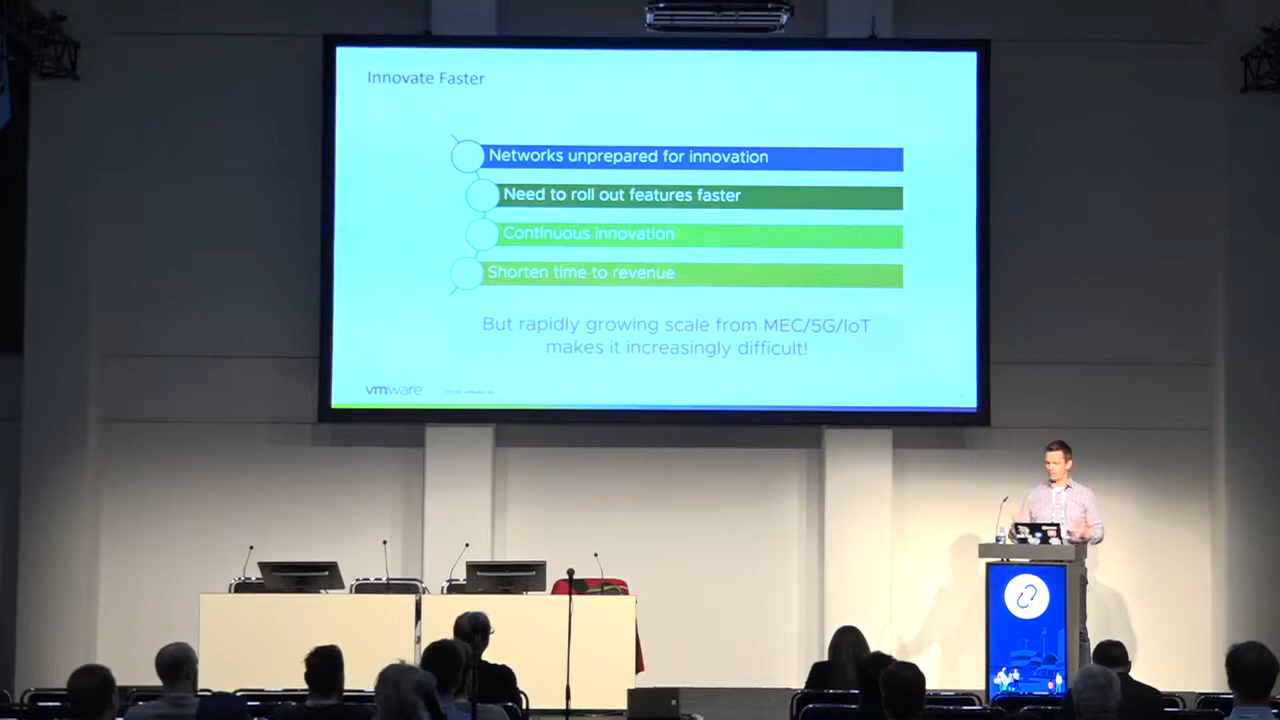 Innovate Faster
Networks unprepared for innovation
Need to roll out features faster
Continuous innovation
Shorten time to revenue
But rapidly growing scale from MEC/5G/IoT
makes it increasingly difficult!
vmware